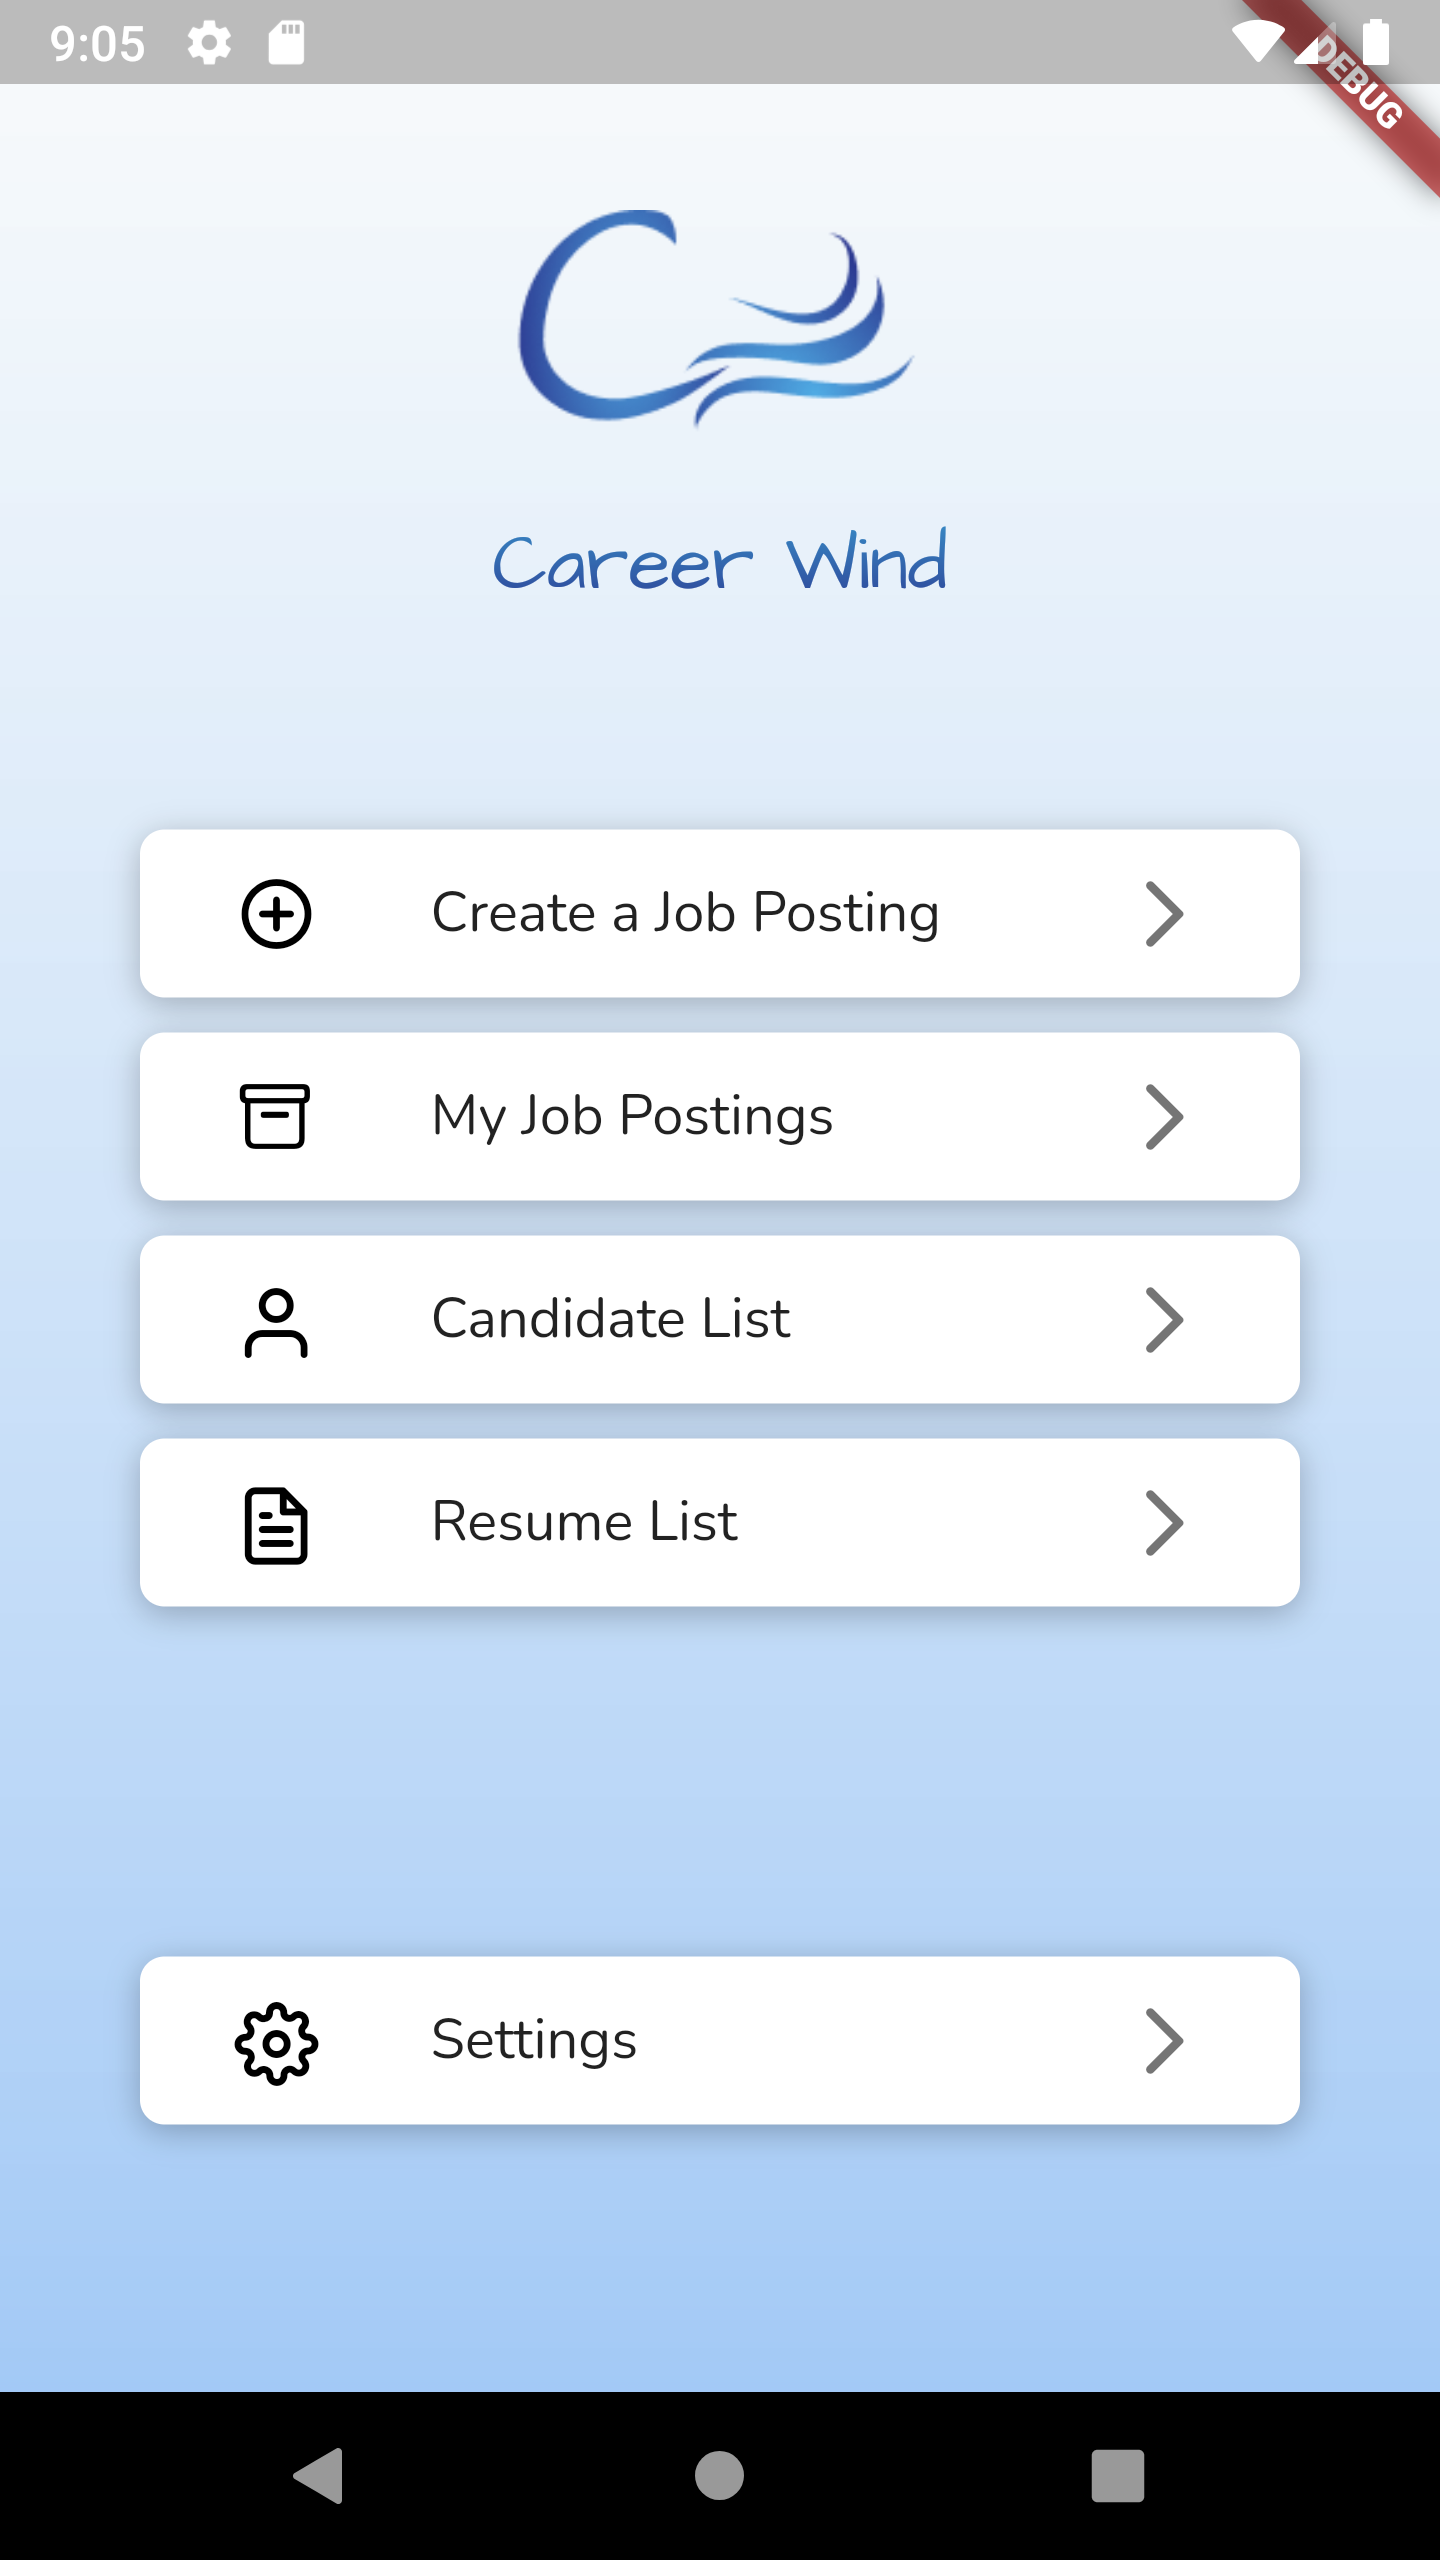 9:05
DEBUG
Career Wind
Create a Job Posting
My Job Postings
Candidate List
Resume List
Settings